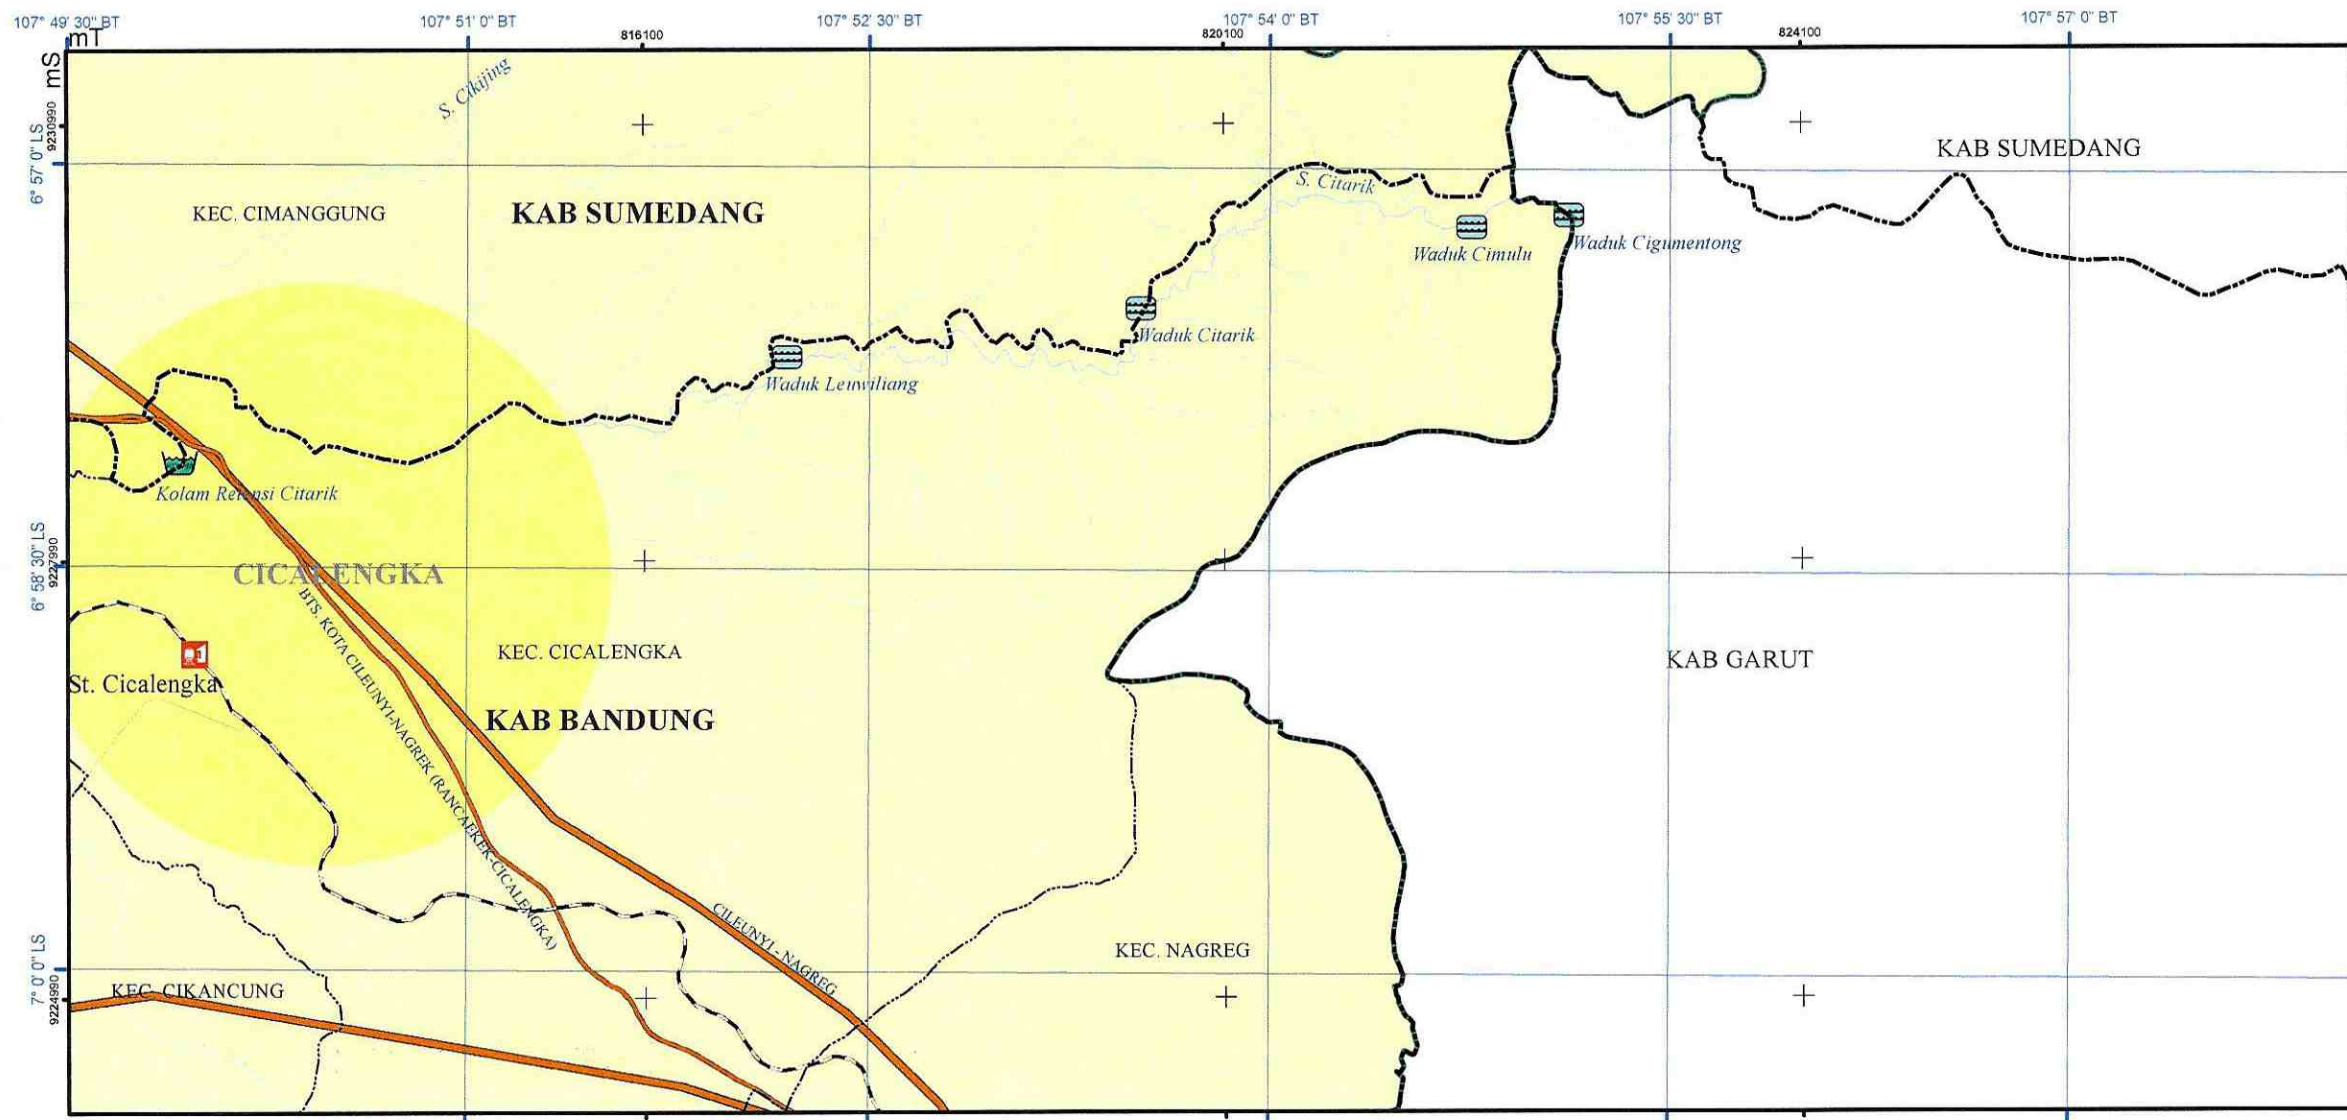 107° 49' 30" BT
107° 51' 0" BT
107° 52' 30" BT
107° 54' 0" BT
107° 55' 30" BT
107° 57' 0" BT
mT
816100
820100
824100
mS
9230990
6° 57' 0" LS
S. Cikijing
KAB SUMEDANG
KEC. CIMANGGUNG
KAB SUMEDANG
S. Citarik
Waduk Cimulu
Waduk Cigumentong
Waduk Citarik
Waduk Leuwiliang
Kolam Retensi Citarik
6° 58' 30" LS
9227990
CICALENGKA
BTS. KOTA CILEUNYI-NAGREK (RANCAEKEK-CICALENGKA)
KEC. CICALENGKA
KAB GARUT
St. Cicalengka
KAB BANDUNG
CILEUNYI - NAGREG
KEC. NAGREG
7° 0' 0" LS
9224990
KEC. CIKANCUNG